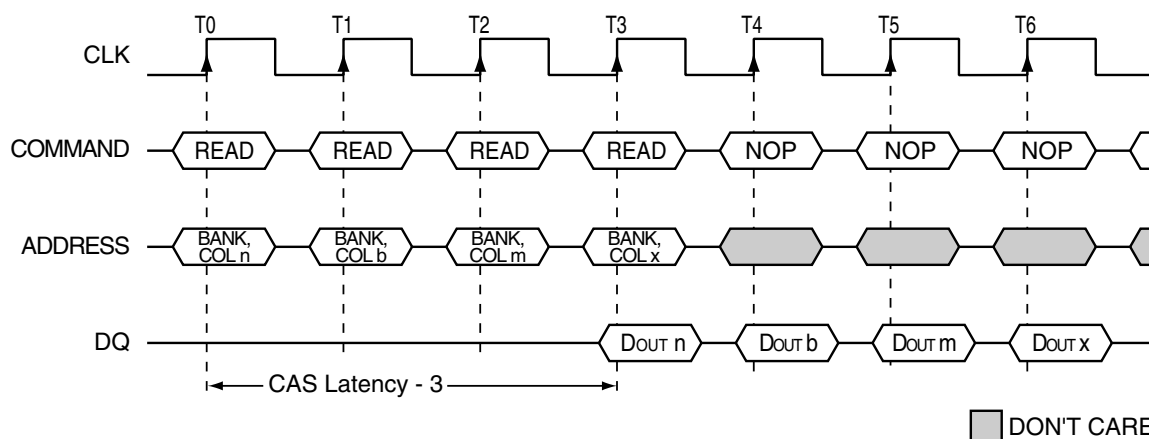 T0 T1 T2 T3 T4 T5 T6
CLK
COMMAND READ READ READ READ NOP NOP NOP
ADDRESS BANK, COL n BANK, COL b BANK, COL m BANK, COL x
DQ DOUT n DOUT b DOUT m DOUT x
CAS Latency - 3
DON'T CARE